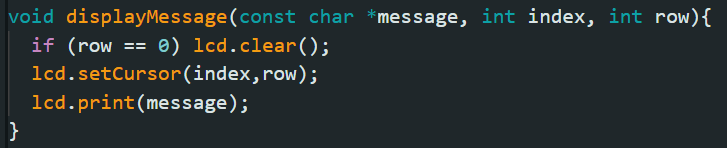 void displayMessage(const char *message, int index, int row){
  if (row == 0) lcd.clear();
  lcd.setCursor(index,row);
  lcd.print(message);
}